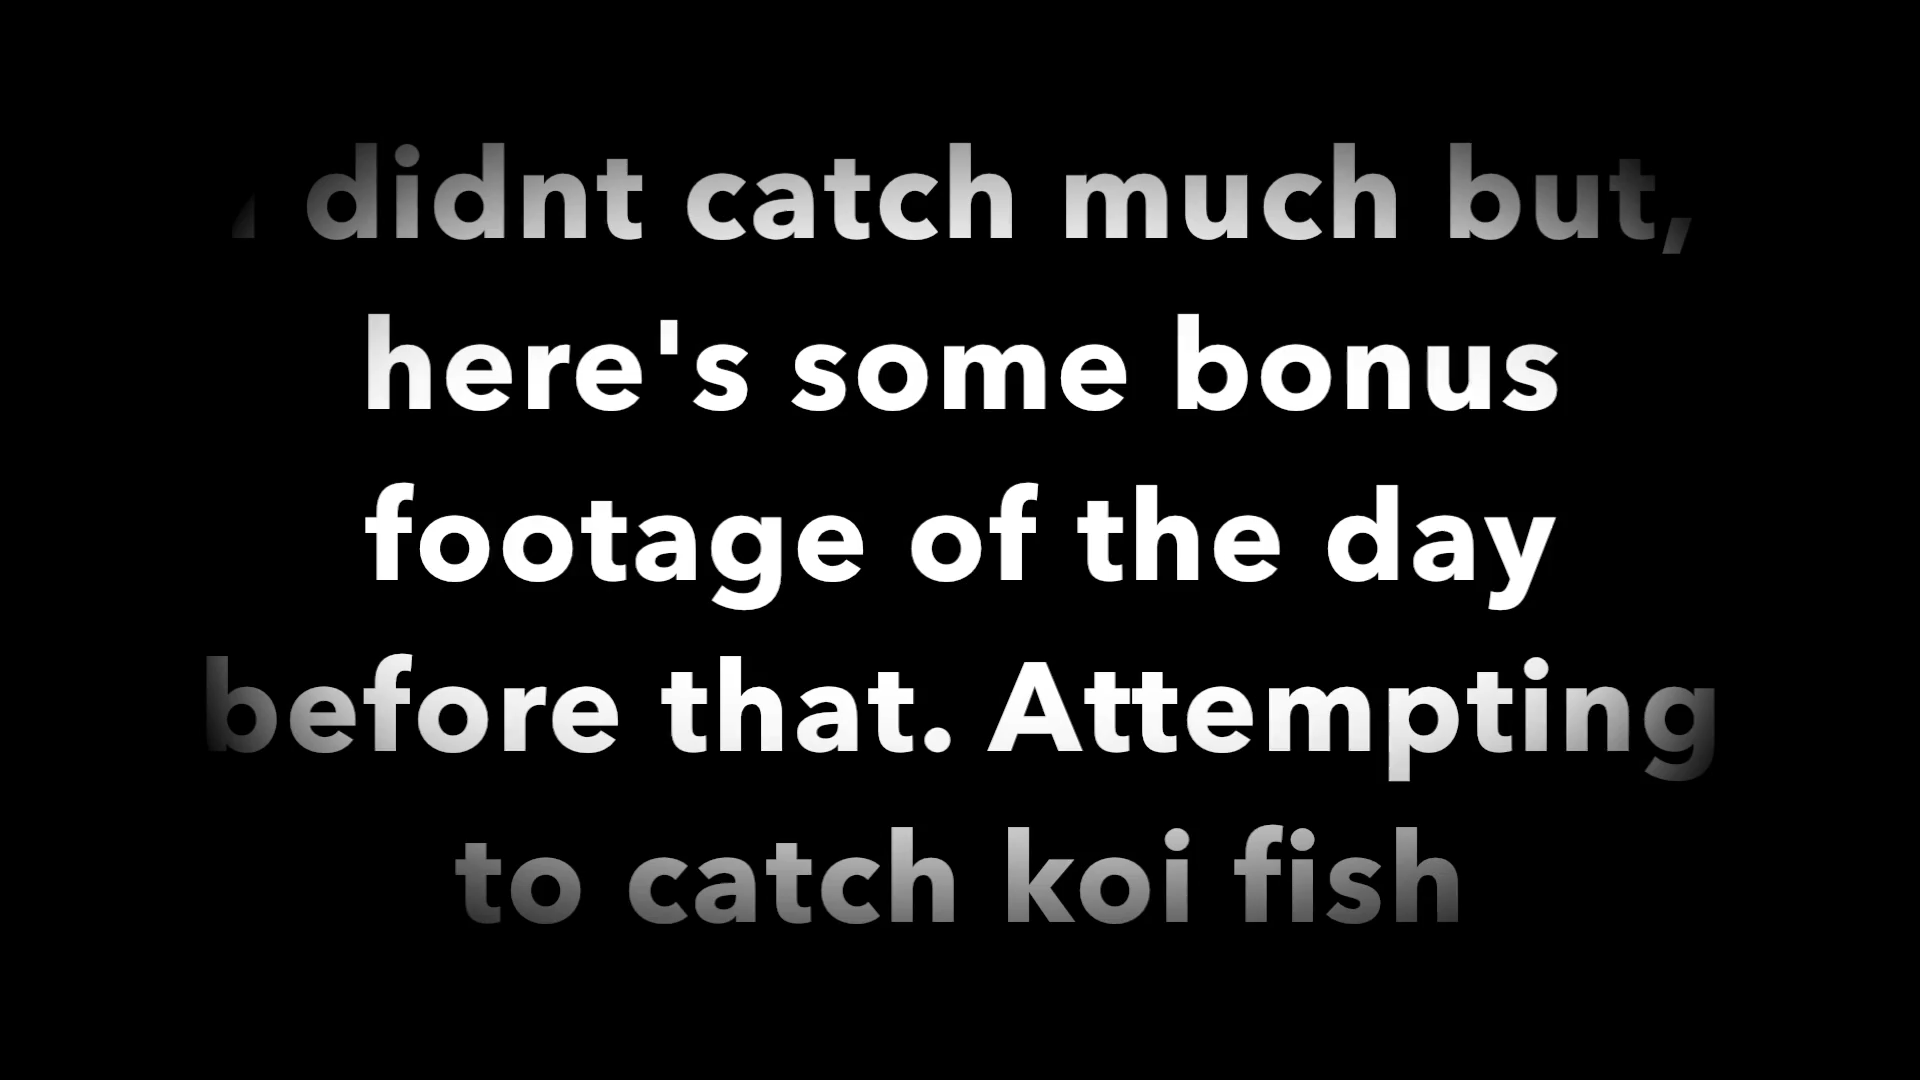 didnt catch much but,
here's some bonus
footage of the day
before that. Attempting
to catch koi fish